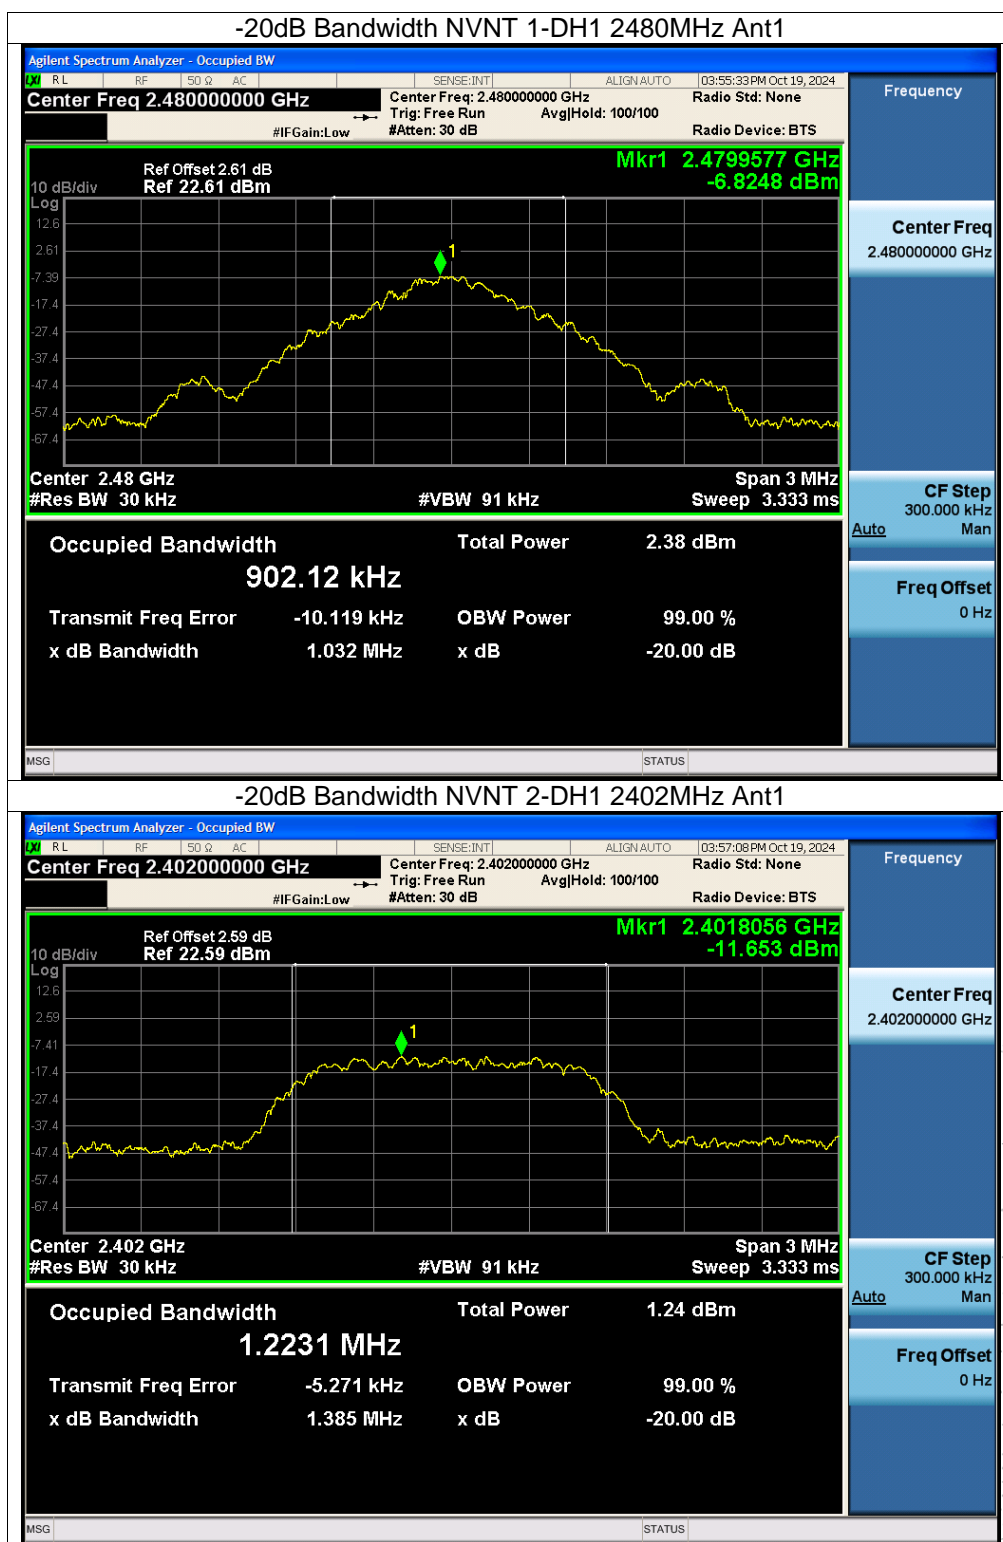 -20dB Bandwidth NVNT 1-DH1 2480MHz Ant1
Agilent Spectrum Analyzer - Occupied BW
LXI RL RF 50 Ω AC SENSE:INT ALIGN AUTO 03:55:33 PM Oct 19, 2024
Center Freq 2.480000000 GHz
Center Freq: 2.480000000 GHz Radio Std: None
Trig: Free Run Avg|Hold: 100/100
#IFGain:Low #Atten: 30 dB Radio Device: BTS
Mkr1 2.4799577 GHz
-6.8248 dBm
Ref Offset 2.61 dB
10 dB/div Ref 22.61 dBm
Log
12.6
2.61
-7.39
-17.4
-27.4
-37.4
-47.4
-57.4
-67.4
1
Center 2.48 GHz Span 3 MHz
#Res BW 30 kHz #VBW 91 kHz Sweep 3.333 ms
Occupied Bandwidth Total Power 2.38 dBm
902.12 kHz
Transmit Freq Error -10.119 kHz OBW Power 99.00 %
x dB Bandwidth 1.032 MHz x dB -20.00 dB
MSG STATUS
Frequency
Center Freq
2.480000000 GHz
CF Step
300.000 kHz
Auto Man
Freq Offset
0 Hz
-20dB Bandwidth NVNT 2-DH1 2402MHz Ant1
Agilent Spectrum Analyzer - Occupied BW
LXI RL RF 50 Ω AC SENSE:INT ALIGN AUTO 03:57:08 PM Oct 19, 2024
Center Freq 2.402000000 GHz
Center Freq: 2.402000000 GHz Radio Std: None
Trig: Free Run Avg|Hold: 100/100
#IFGain:Low #Atten: 30 dB Radio Device: BTS
Mkr1 2.4018056 GHz
-11.653 dBm
Ref Offset 2.59 dB
10 dB/div Ref 22.59 dBm
Log
12.6
2.59
-7.41
-17.4
-27.4
-37.4
-47.4
-57.4
-67.4
1
Center 2.402 GHz Span 3 MHz
#Res BW 30 kHz #VBW 91 kHz Sweep 3.333 ms
Occupied Bandwidth Total Power 1.24 dBm
1.2231 MHz
Transmit Freq Error -5.271 kHz OBW Power 99.00 %
x dB Bandwidth 1.385 MHz x dB -20.00 dB
MSG STATUS
Frequency
Center Freq
2.402000000 GHz
CF Step
300.000 kHz
Auto Man
Freq Offset
0 Hz